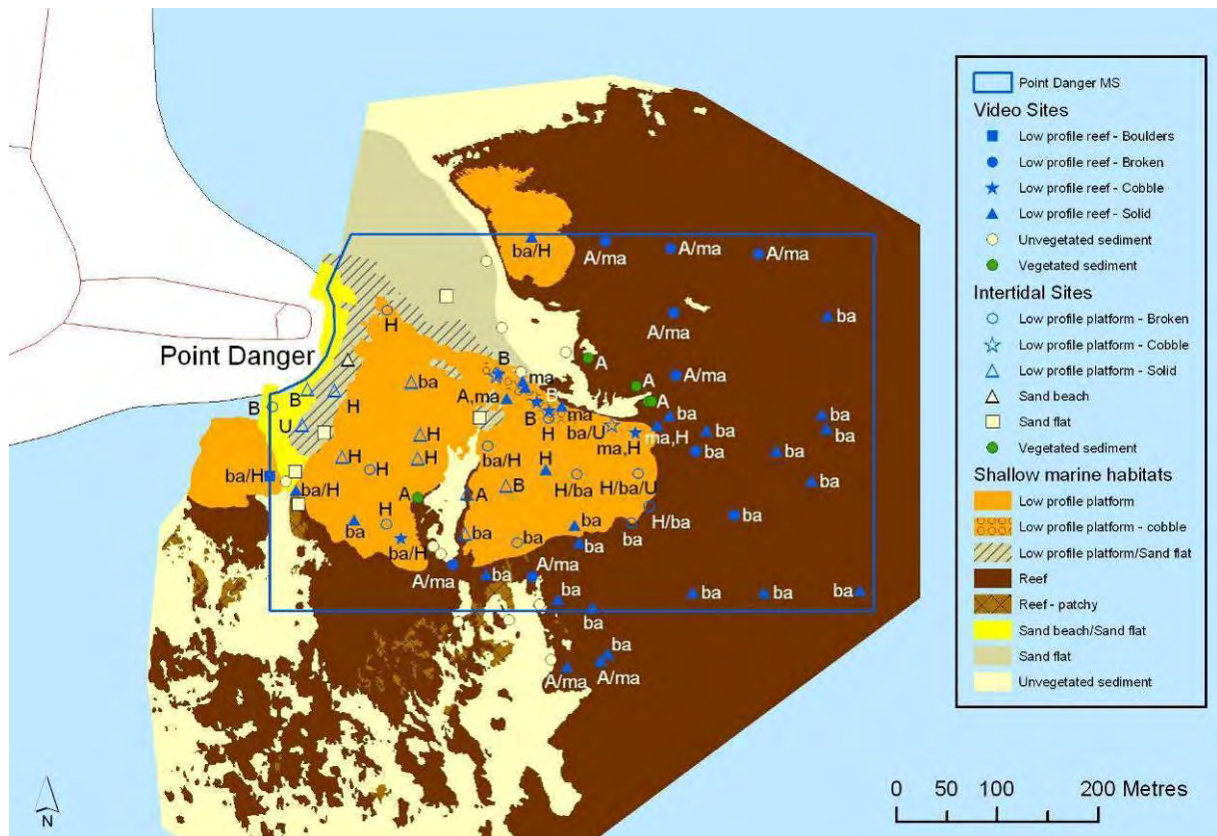 Point Danger MS
Video Sites
Low profile reef - Boulders
Low profile reef - Broken
Low profile reef - Cobble
Low profile reef - Solid
Unvegetated sediment
Vegetated sediment
Intertidal Sites
Low profile platform - Broken
Low profile platform - Cobble
Low profile platform - Solid
Sand beach
Sand flat
Vegetated sediment
Shallow marine habitats
Low profile platform
Low profile platform - cobble
Low profile platform/Sand flat
Reef
Reef - patchy
Sand beach/Sand flat
Sand flat
Unvegetated sediment
ba/H
A/ma
A/ma
A/ma
A/ma
ba
H
Point Danger
B
A
ma
A/ma
A
A
ba
B
H
A,ma
B
B
U
H
ma
ba/U
ba
ba
ba
H
H
H
H
ba/H
H
ma,H
ma,H
ba
ba
ba/H
ba/H
A
A
B
H/ba
H/ba/U
ba
H
ba
ba/H
ba
ba
ba
ba
H/ba
ba
A/ma
ba
A/ma
ba
ba
ba
ba
ba
ba
A/ma
A/ma
N
0 50 100 200 Metres